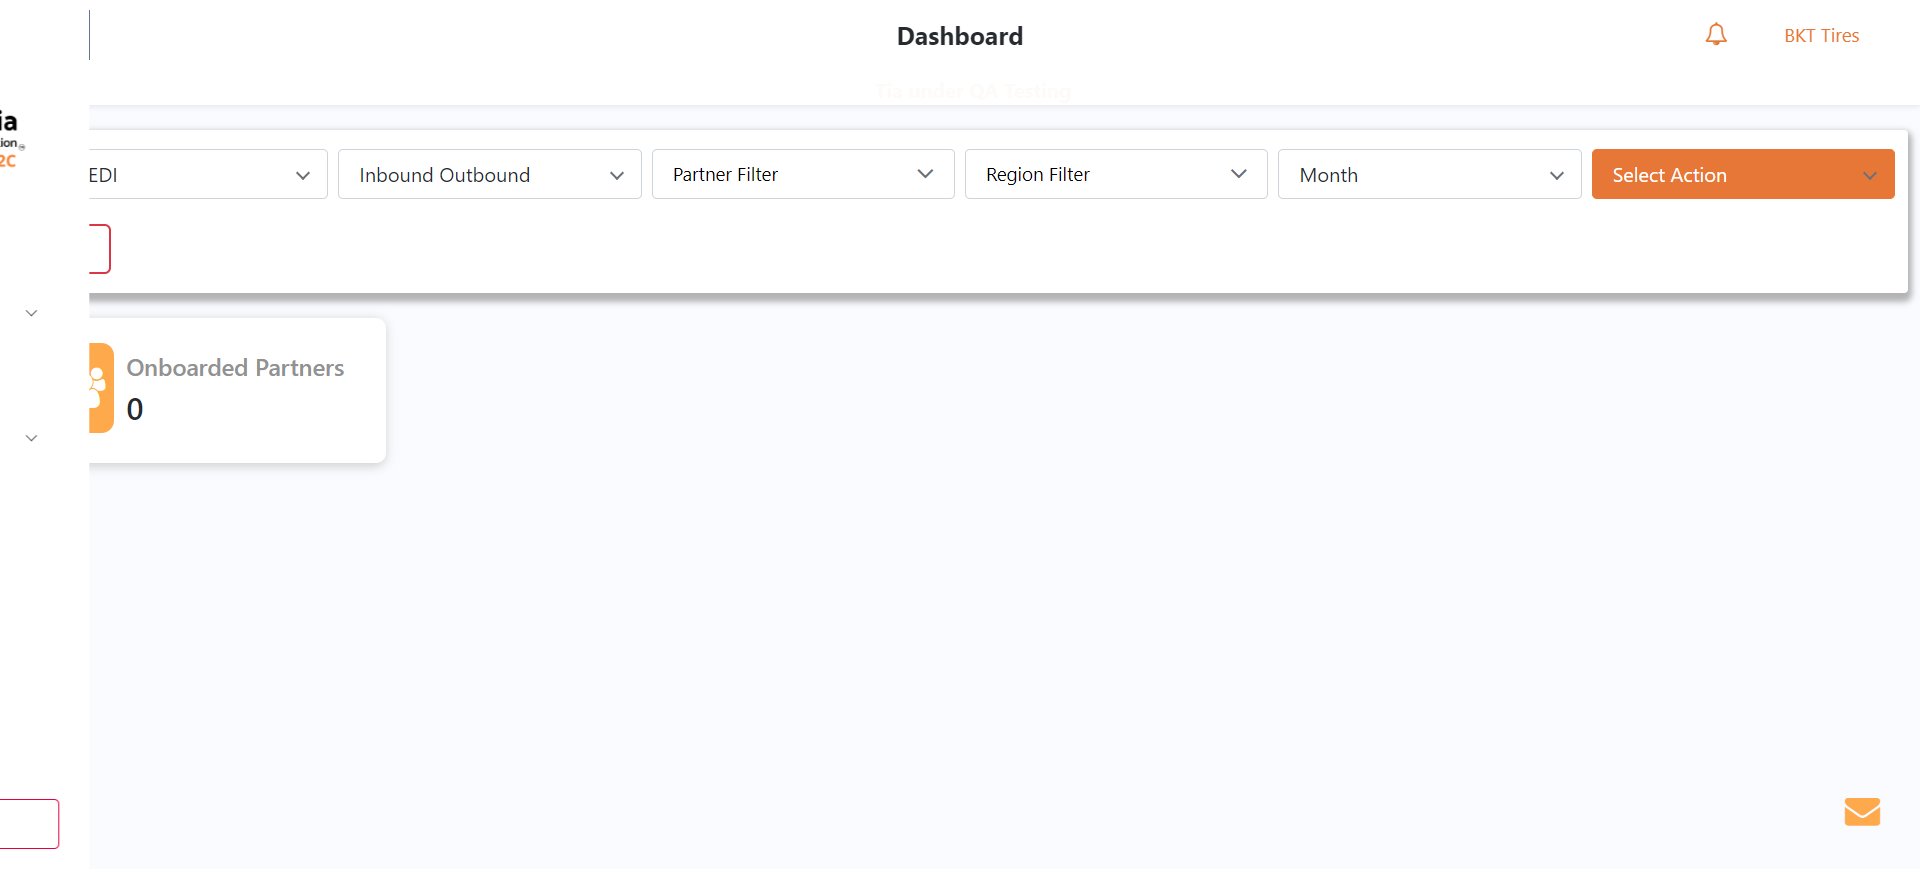 Dashboard
BKT Tires
Tia under QA Testing
ia
ion
2C
EDI
Inbound Outbound
Partner Filter
Region Filter
Month
Select Action
Onboarded Partners
0